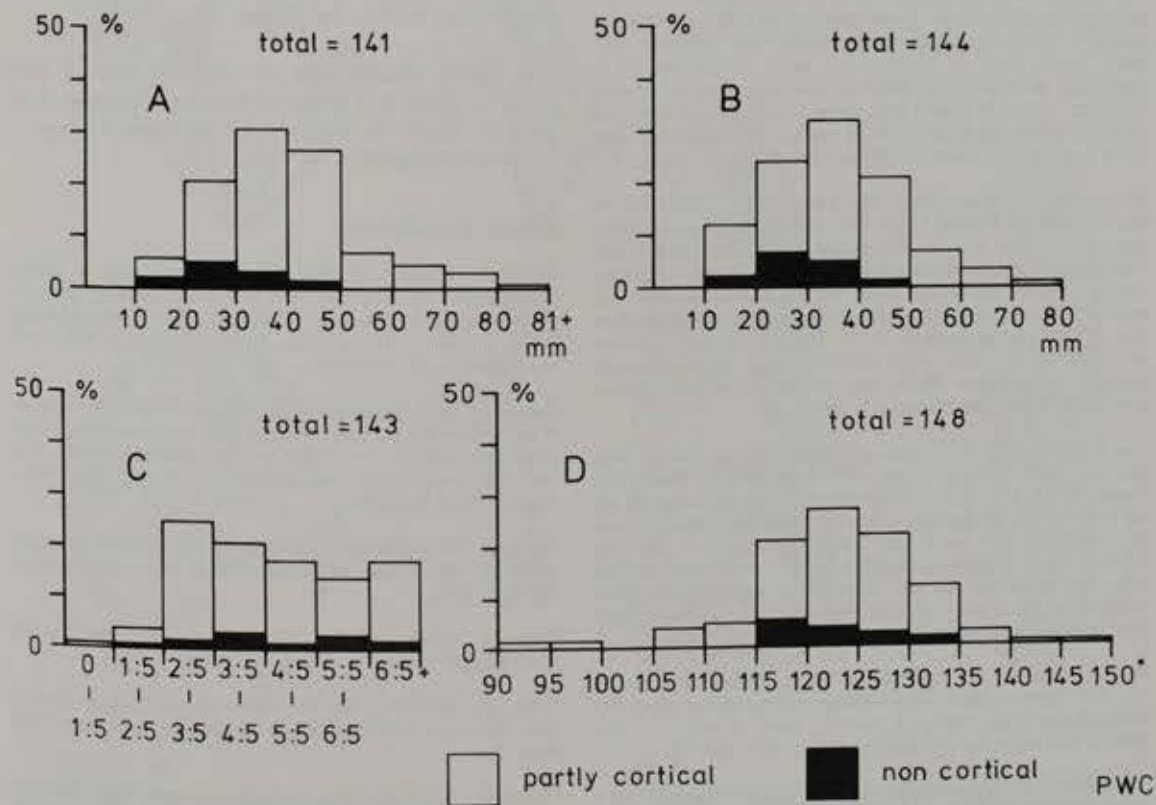 50 % total = 141
A
0
10 20 30 40 50 60 70 80 81+
mm
50 % total = 144
B
0
10 20 30 40 50 60 70 80
mm
50 % total = 143
C
0
0 1:5 2:5 3:5 4:5 5:5 6:5+
1:5 2:5 3:5 4:5 5:5 6:5
50 % total = 148
D
0
90 95 100 105 110 115 120 125 130 135 140 145 150°
partly cortical non cortical PWC